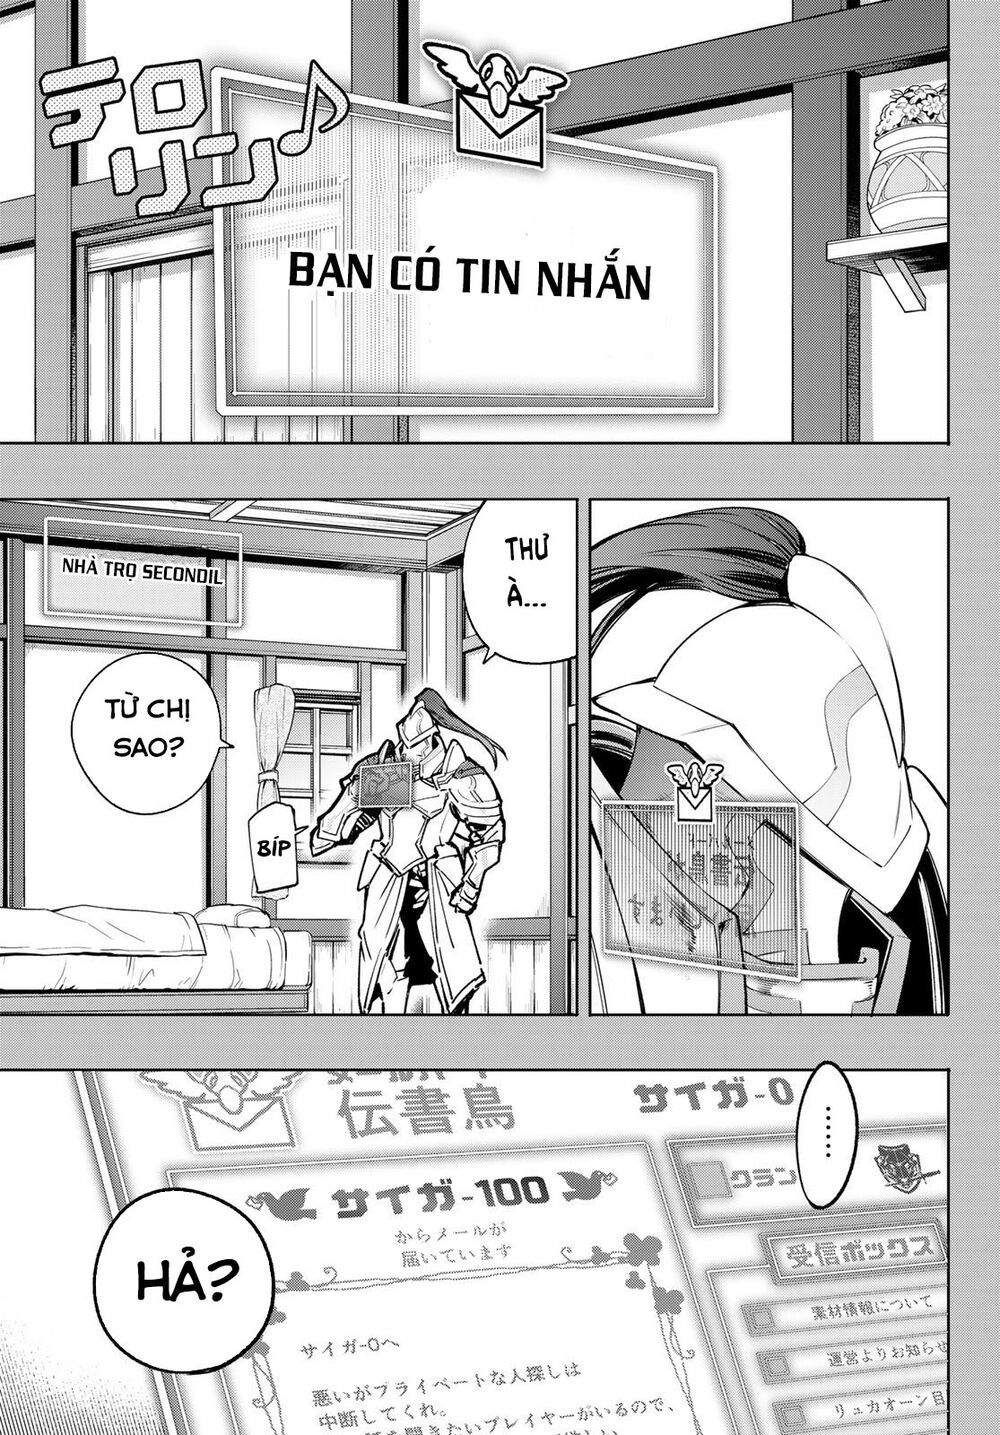 テロ
リン♪
BẠN CÓ TIN NHẮN
THƯ
À...
NHÀ TRỌ SECONDIL
TỪ CHỊ
SAO?
BÍP
......
伝書鳥
サイガ-0
クラン
サイガ-100
からメールが
届いています
受信ボックス
素材情報について
運営よりお知らせ
リュカオーン目
HẢ?
サイガ-0へ
悪いがプライベートな人探しは
中断してくれ。
を聞きたいプレイヤーがいるので、